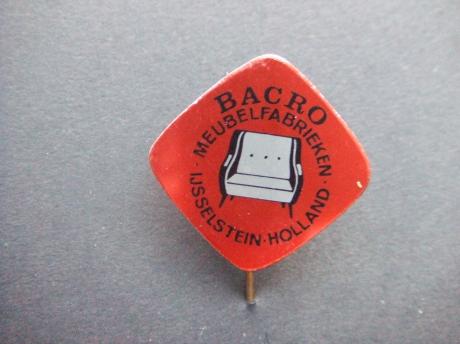 BACRO
· MEUBELFABRIEKEN ·
IJSSELSTEIN · HOLLAND